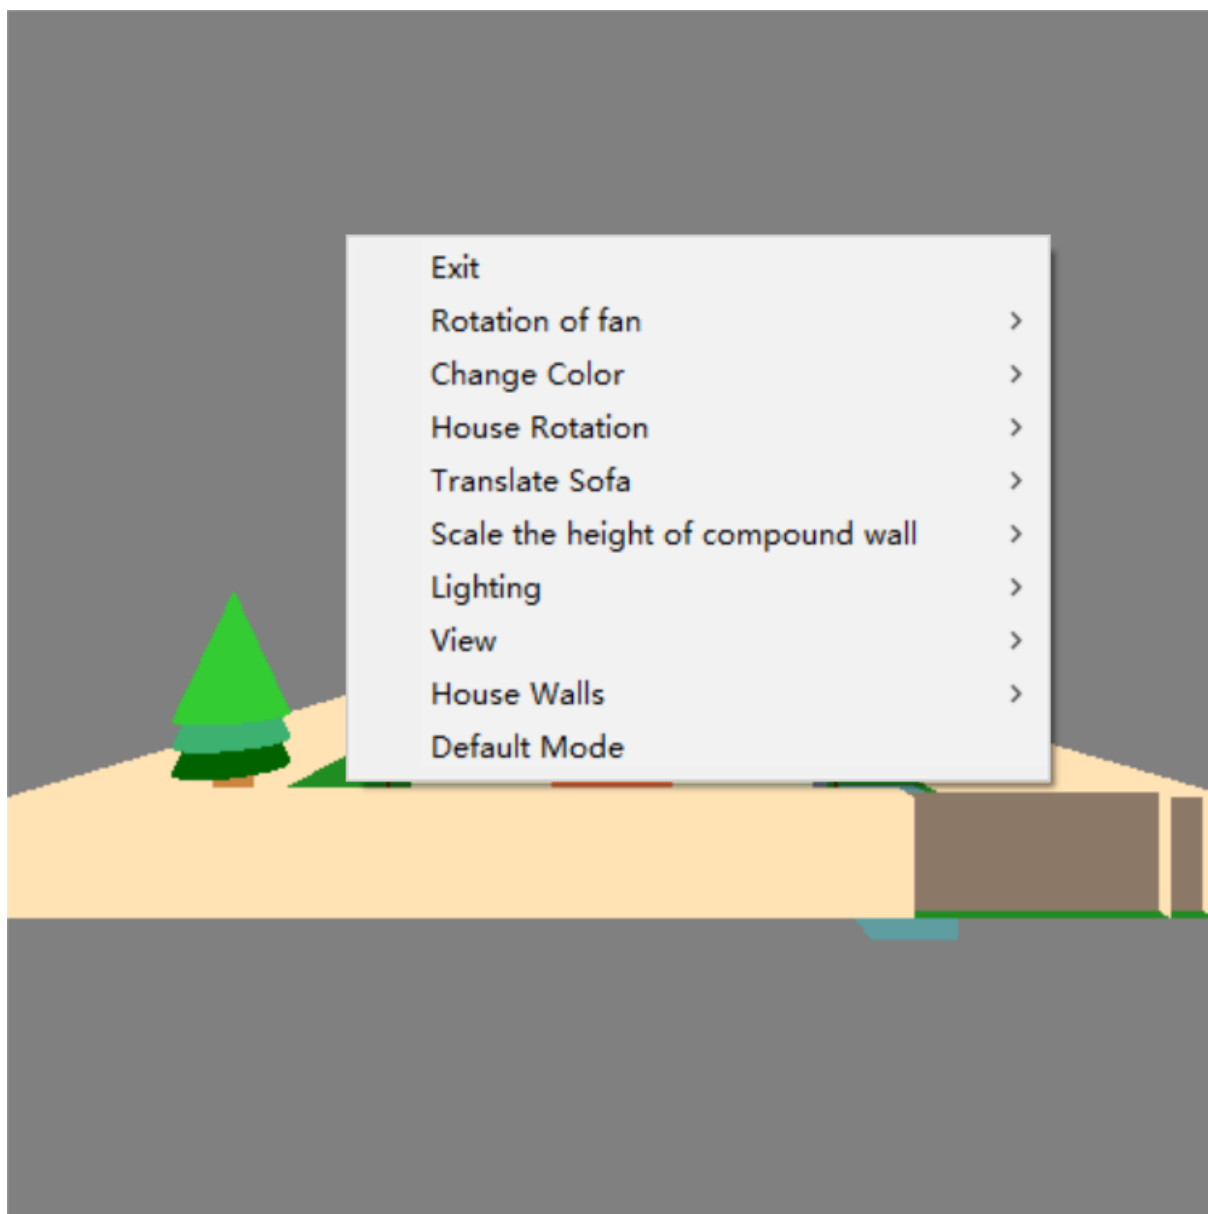 Exit
Rotation of fan
Change Color
House Rotation
Translate Sofa
Scale the height of compound wall
Lighting
View
House Walls
Default Mode